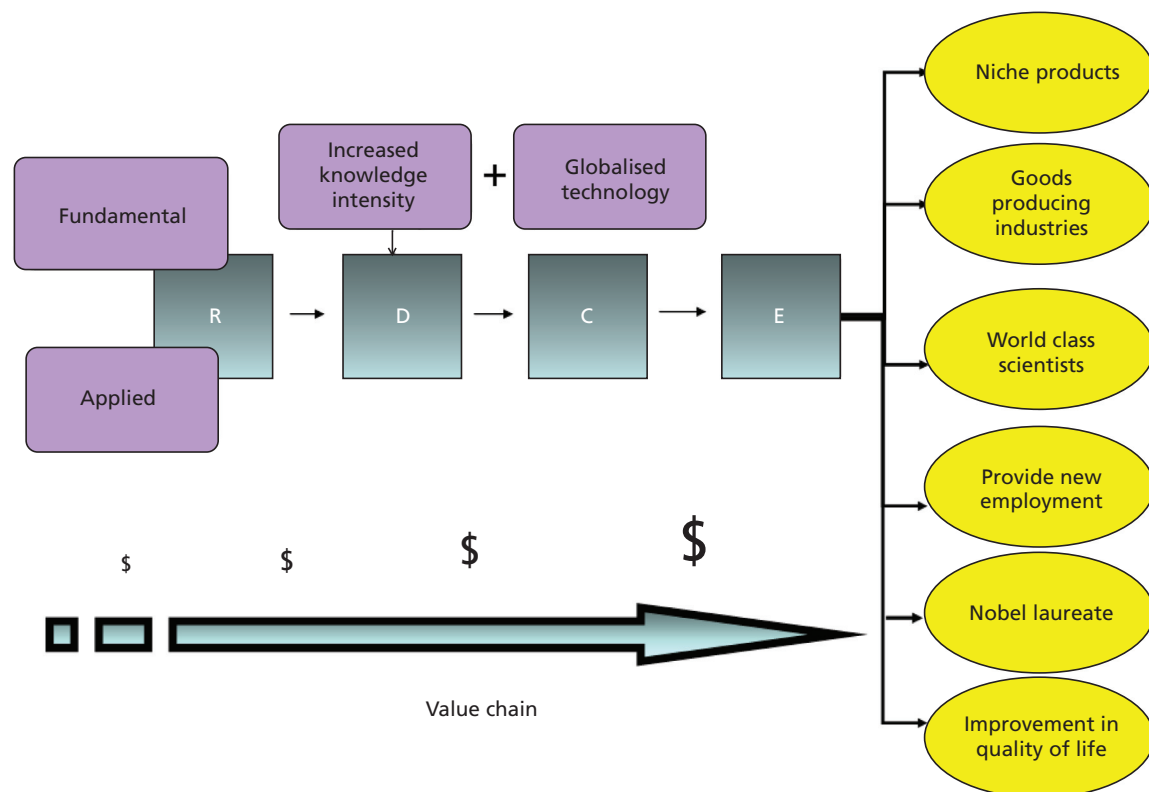 Fundamental
Applied
Increased
knowledge
intensity
+
Globalised
technology
R
D
C
E
Niche products
Goods
producing
industries
World class
scientists
Provide new
employment
Nobel laureate
Improvement in
quality of life
$
$
$
$
Value chain